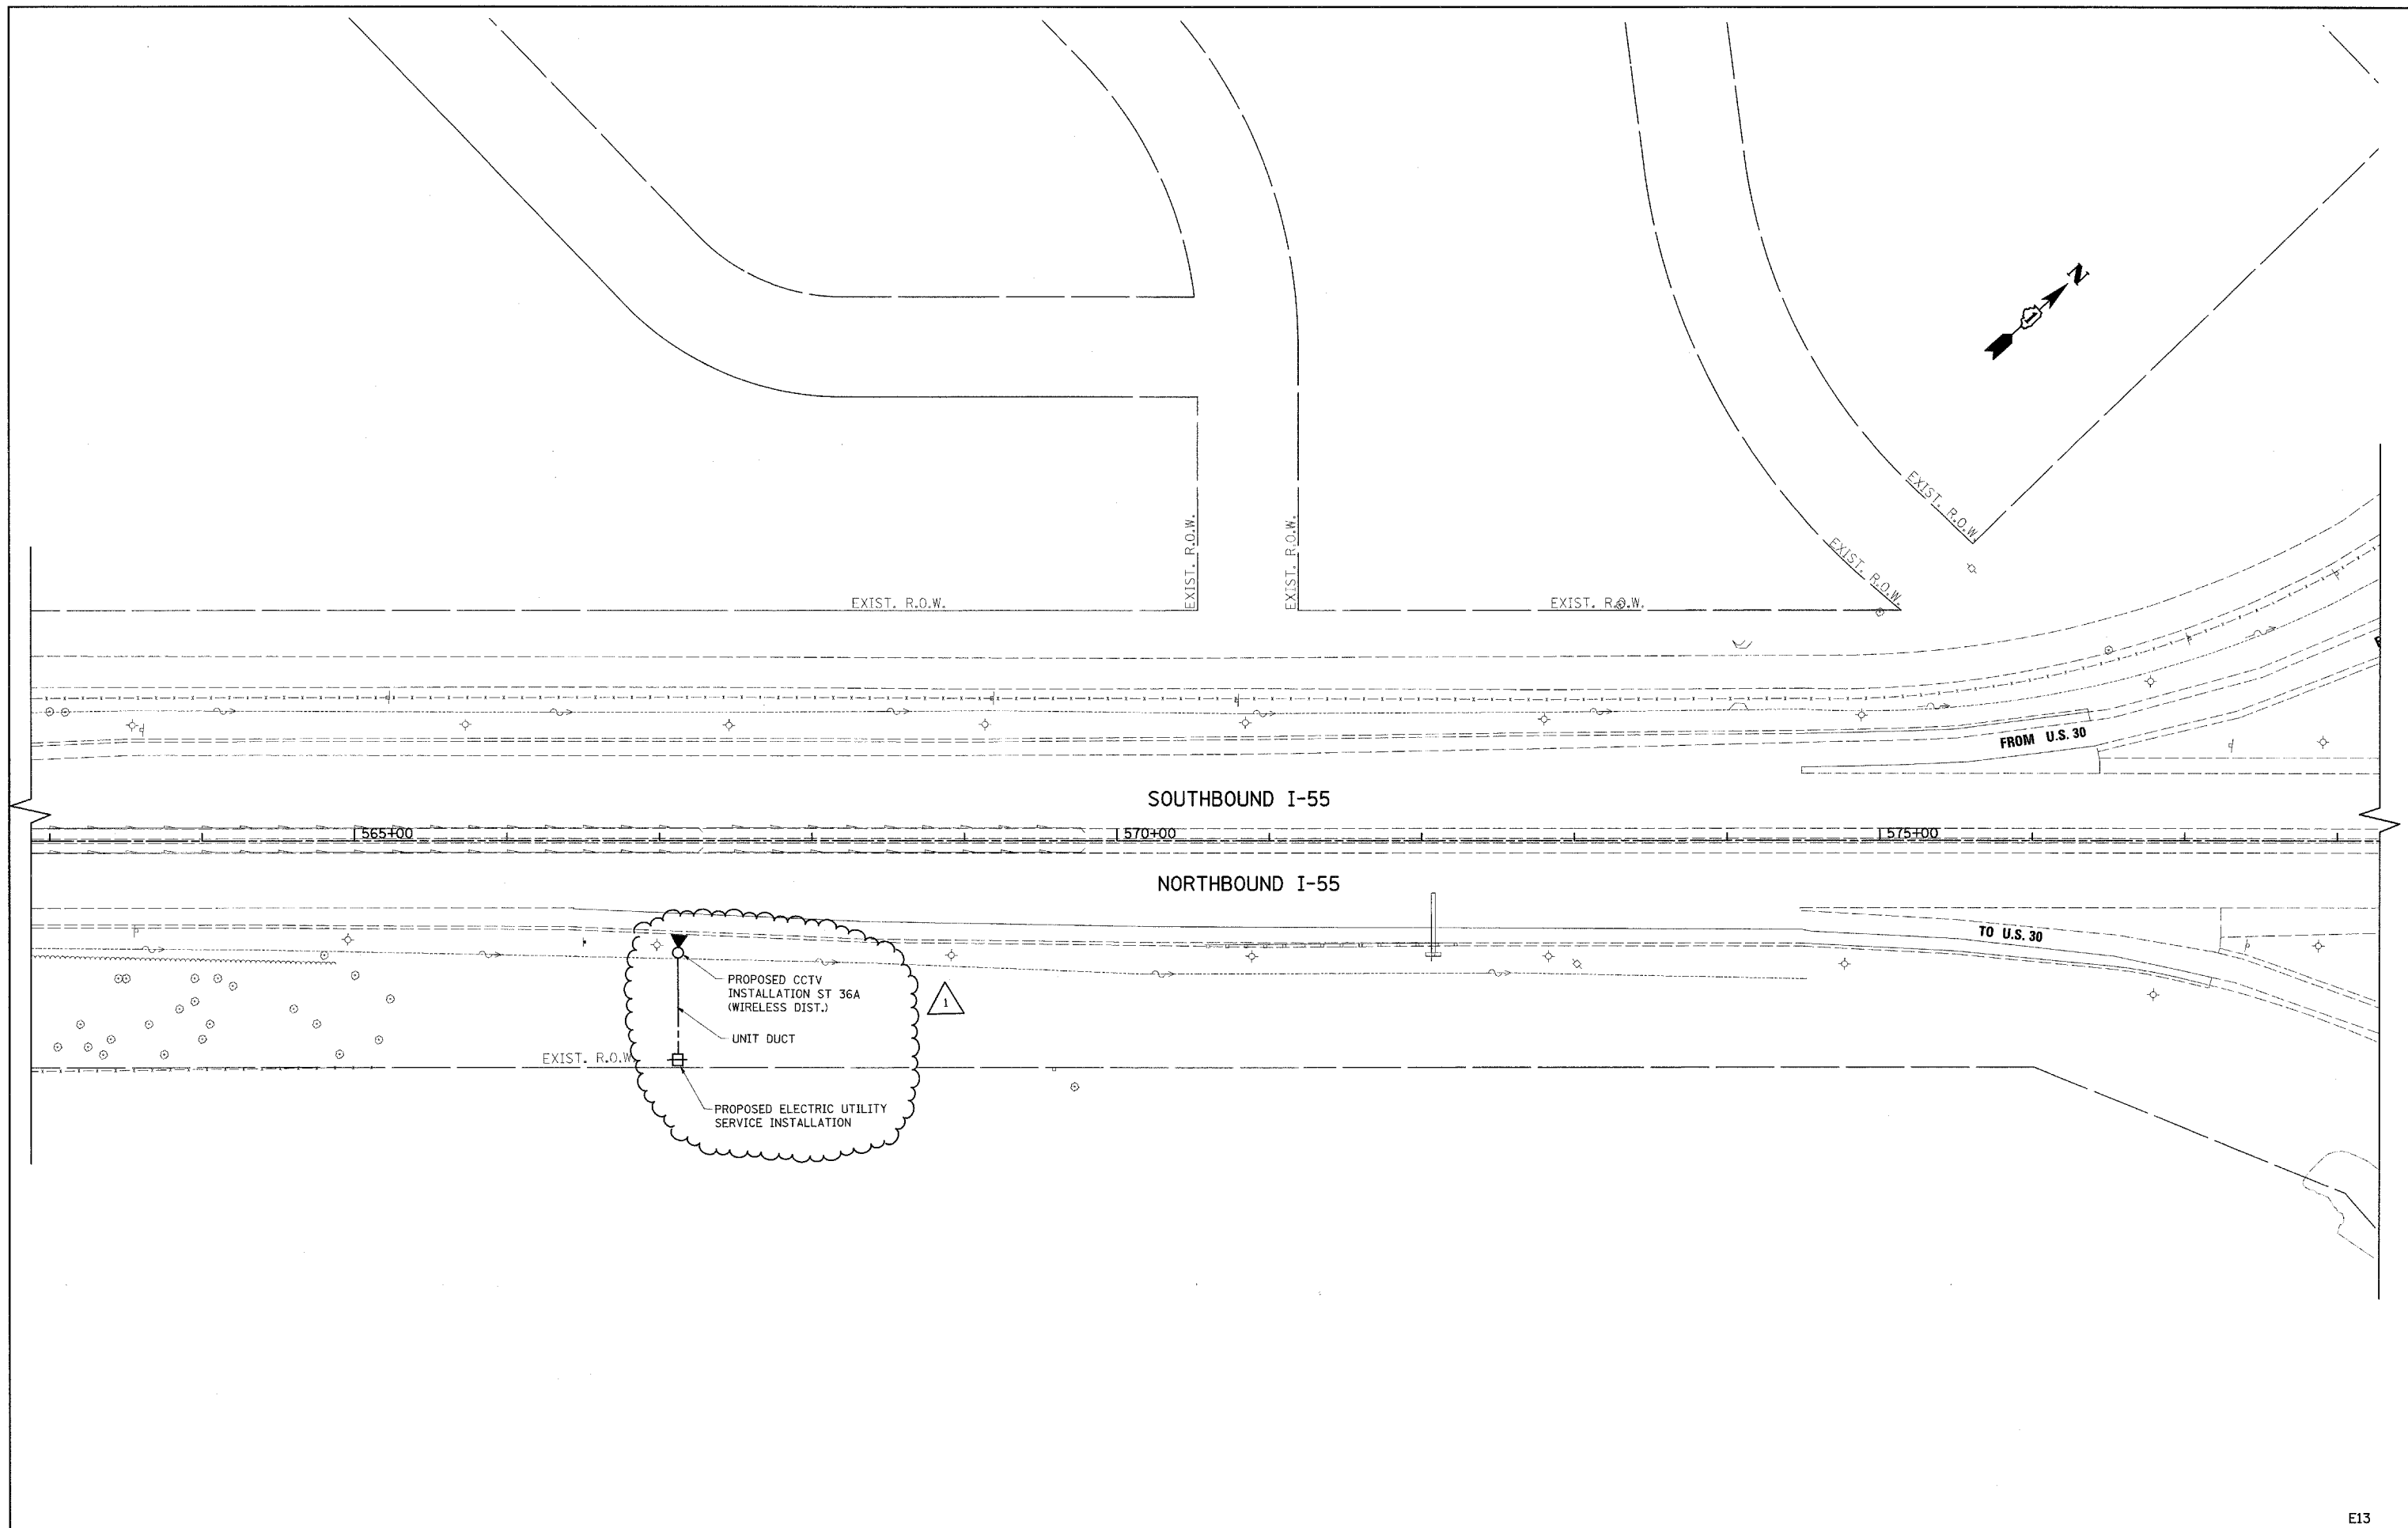 N
EXIST. R.O.W.
EXIST. R.O.W.
EXIST. R.O.W.
EXIST. R.O.W.
EXIST. R.O.W.
EXIST. R.O.W.
FROM U.S. 30
SOUTHBOUND I-55
565+00
570+00
575+00
NORTHBOUND I-55
TO U.S. 30
PROPOSED CCTV
INSTALLATION ST 36A
(WIRELESS DIST.)
1
UNIT DUCT
EXIST. R.O.W.
PROPOSED ELECTRIC UTILITY
SERVICE INSTALLATION
E13